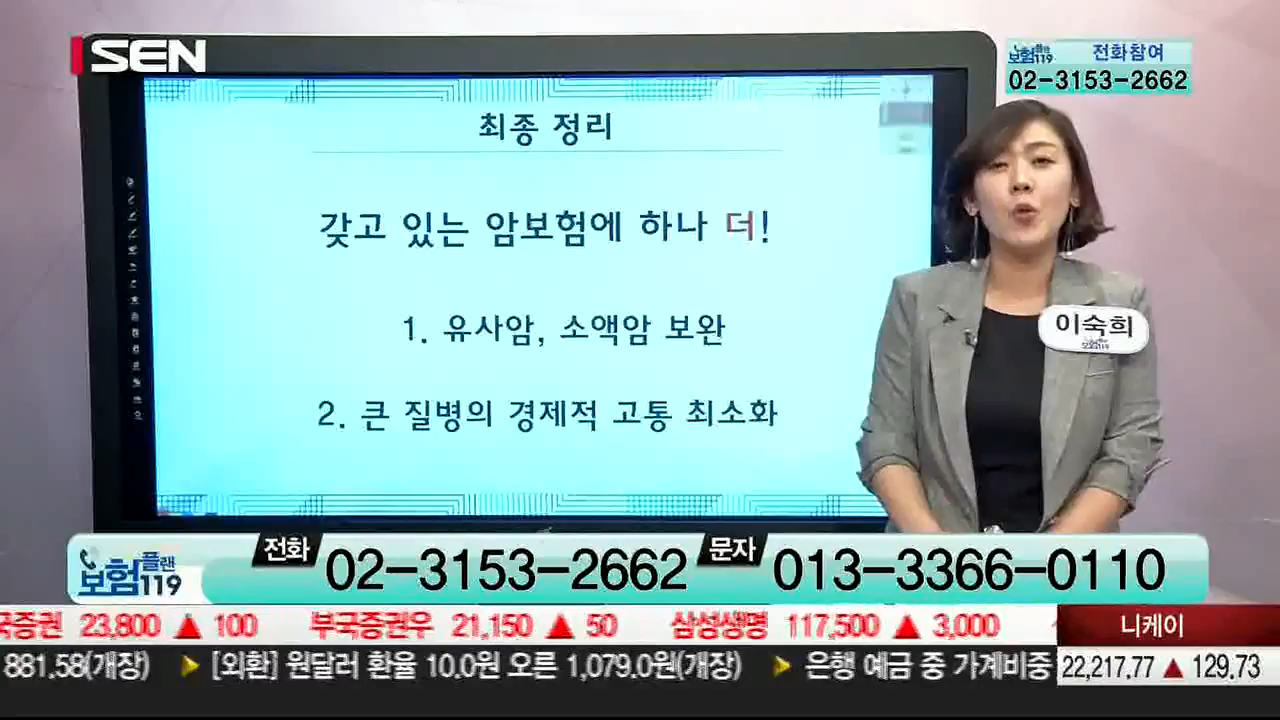 SEN
보험플랜119 전화참여
02-3153-2662
최종 정리
갖고 있는 암보험에 하나 더!
1. 유사암, 소액암 보완
2. 큰 질병의 경제적 고통 최소화
이숙희
보험119
보험플랜119 전화 02-3153-2662 문자 013-3366-0110
국증권 23,800 ▲ 100 부국증권우 21,150 ▲ 50 삼성생명 117,500 ▲ 3,000 니케이
881.58(개장) [외환] 원달러 환율 10.0원 오른 1,079.0원(개장) 은행 예금 중 가계비중 22,217.77 ▲ 129.73